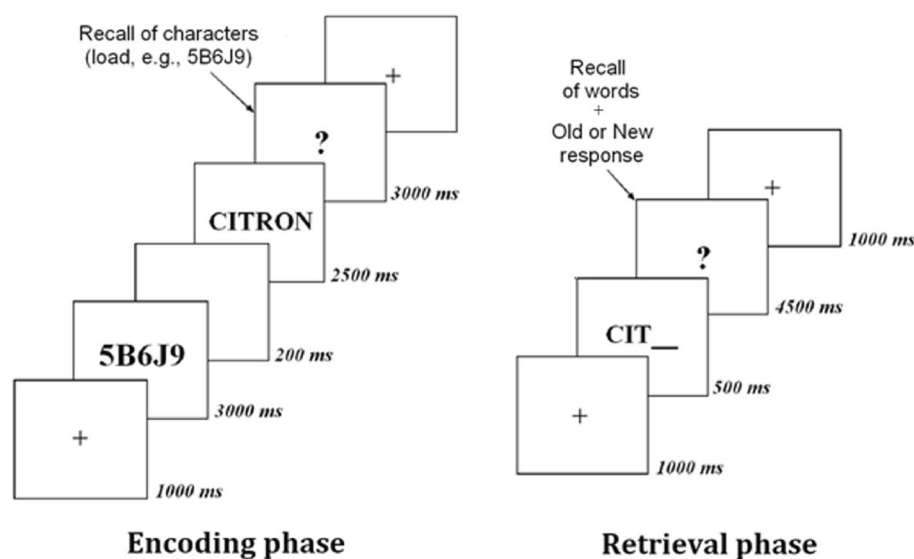 Recall of characters
(load, e.g., 5B6J9)
+
?
3000 ms
CITRON
2500 ms
200 ms
5B6J9
3000 ms
+
1000 ms
Encoding phase
Recall
of words
+
Old or New
response
+
1000 ms
?
4500 ms
CIT__
500 ms
+
1000 ms
Retrieval phase